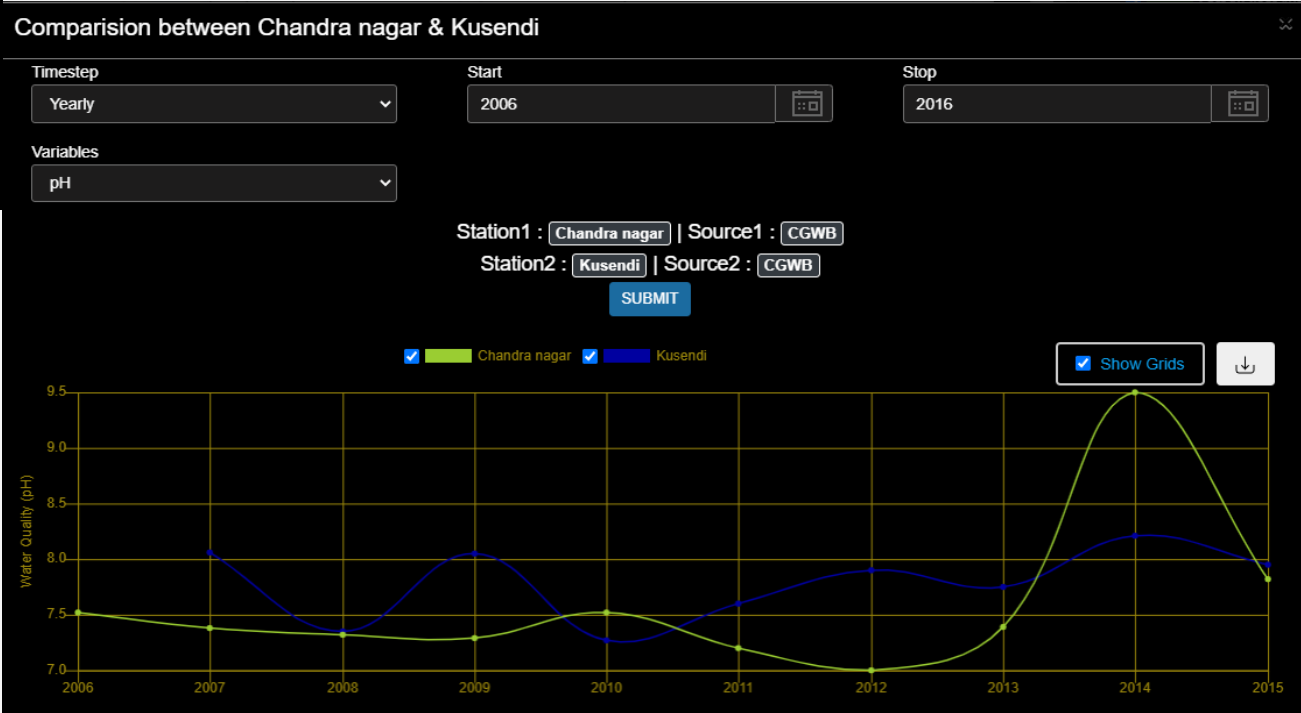 Comparision between Chandra nagar & Kusendi
Timestep
Start
Stop
Yearly
2006
2016
Variables
pH
Station1 : Chandra nagar | Source1 : CGWB
Station2 : Kusendi | Source2 : CGWB
SUBMIT
Chandra nagar Kusendi
Show Grids
9.5
9.0
8.5
8.0
7.5
7.0
Water Quality (pH)
2006 2007 2008 2009 2010 2011 2012 2013 2014 2015